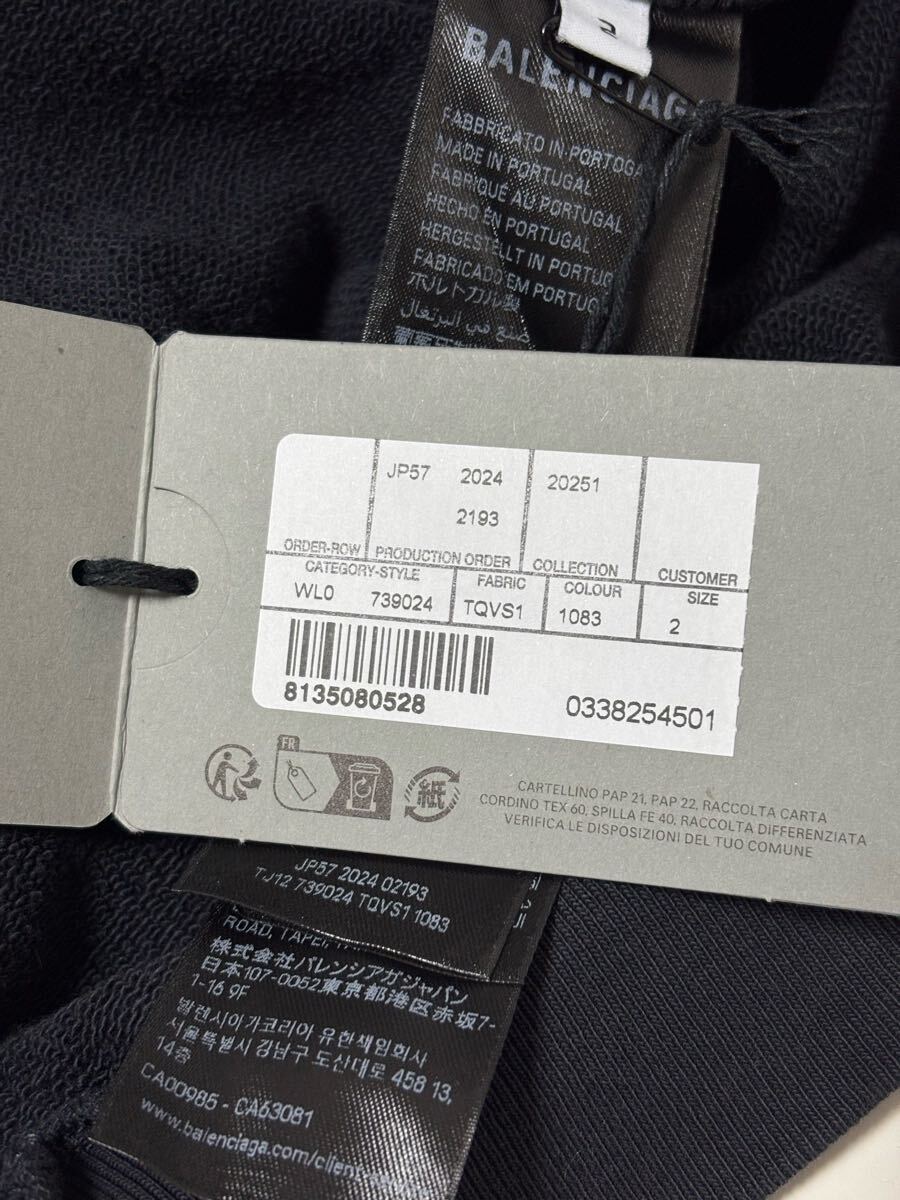 2
BALENCIAG
FABBRICATO IN PORTOGA
MADE IN PORTUGAL
FABRIQUÉ AU PORTUGAL
HECHO EN PORTUGAL
HERGESTELLT IN PORTUG
FABRICADO EM PORTUG
ポルトガル製
صنع في البرتغال
JP57 2024 20251
2193
ORDER-ROW PRODUCTION ORDER COLLECTION CUSTOMER
CATEGORY-STYLE FABRIC COLOUR SIZE
WL0 739024 TQVS1 1083 2
8135080528 0338254501
FR
紙
CARTELLINO PAP 21, PAP 22, RACCOLTA CARTA
CORDINO TEX 60, SPILLA FE 40, RACCOLTA DIFFERENZIATA
VERIFICA LE DISPOSIZIONI DEL TUO COMUNE
JP57 2024 02193
TJ12 739024 TQVS1 1083
ROAD, TAPEI,
株式会社バレンシアガジャパン
日本107-0052東京都港区赤坂7-
1-16 9F
발렌시아가코리아 유한책임회사
서울특별시 강남구 도산대로 458 13,
14층
CA00985 - CA63081
www.balenciaga.com/client-